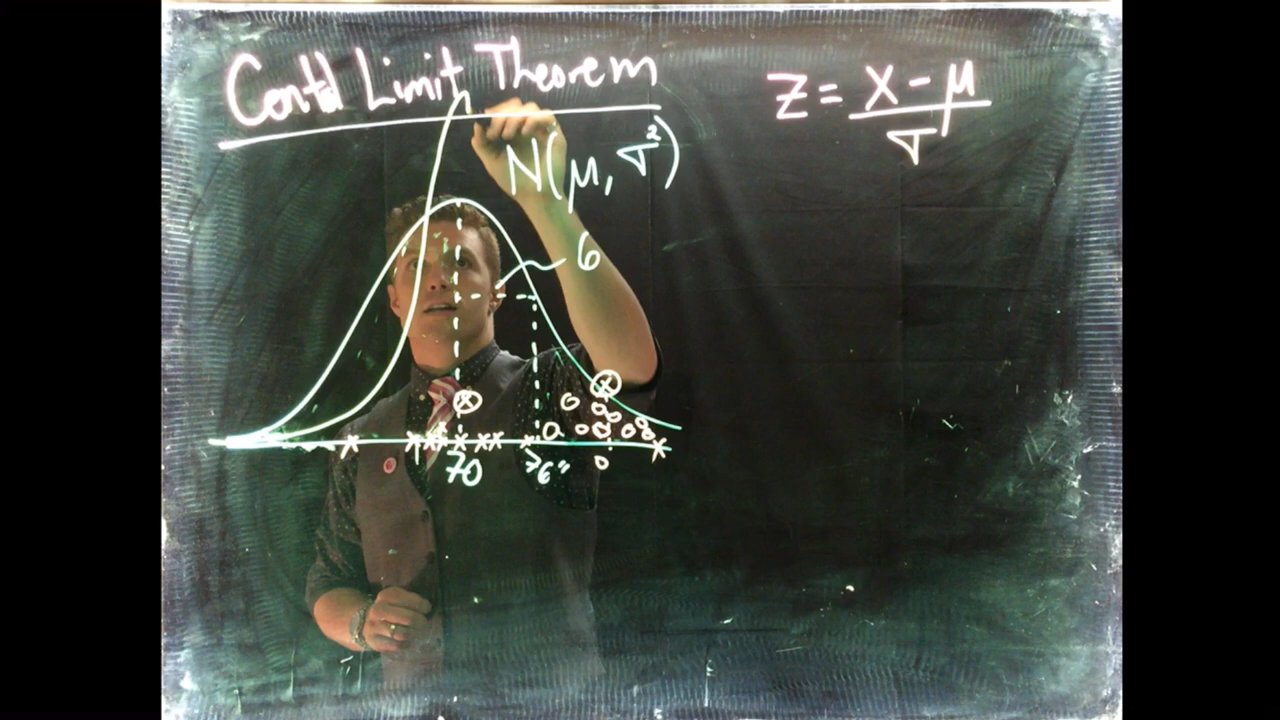 Central Limit Theorem
z = x - μ
σ
N(μ, σ²)
6
70 76"